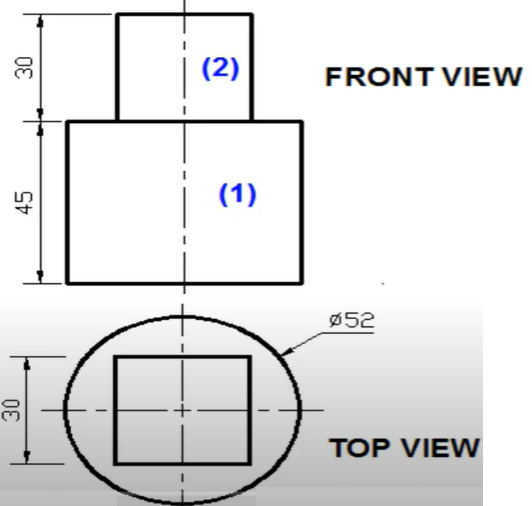 30
(2)
FRONT VIEW
45
(1)
ø52
30
TOP VIEW